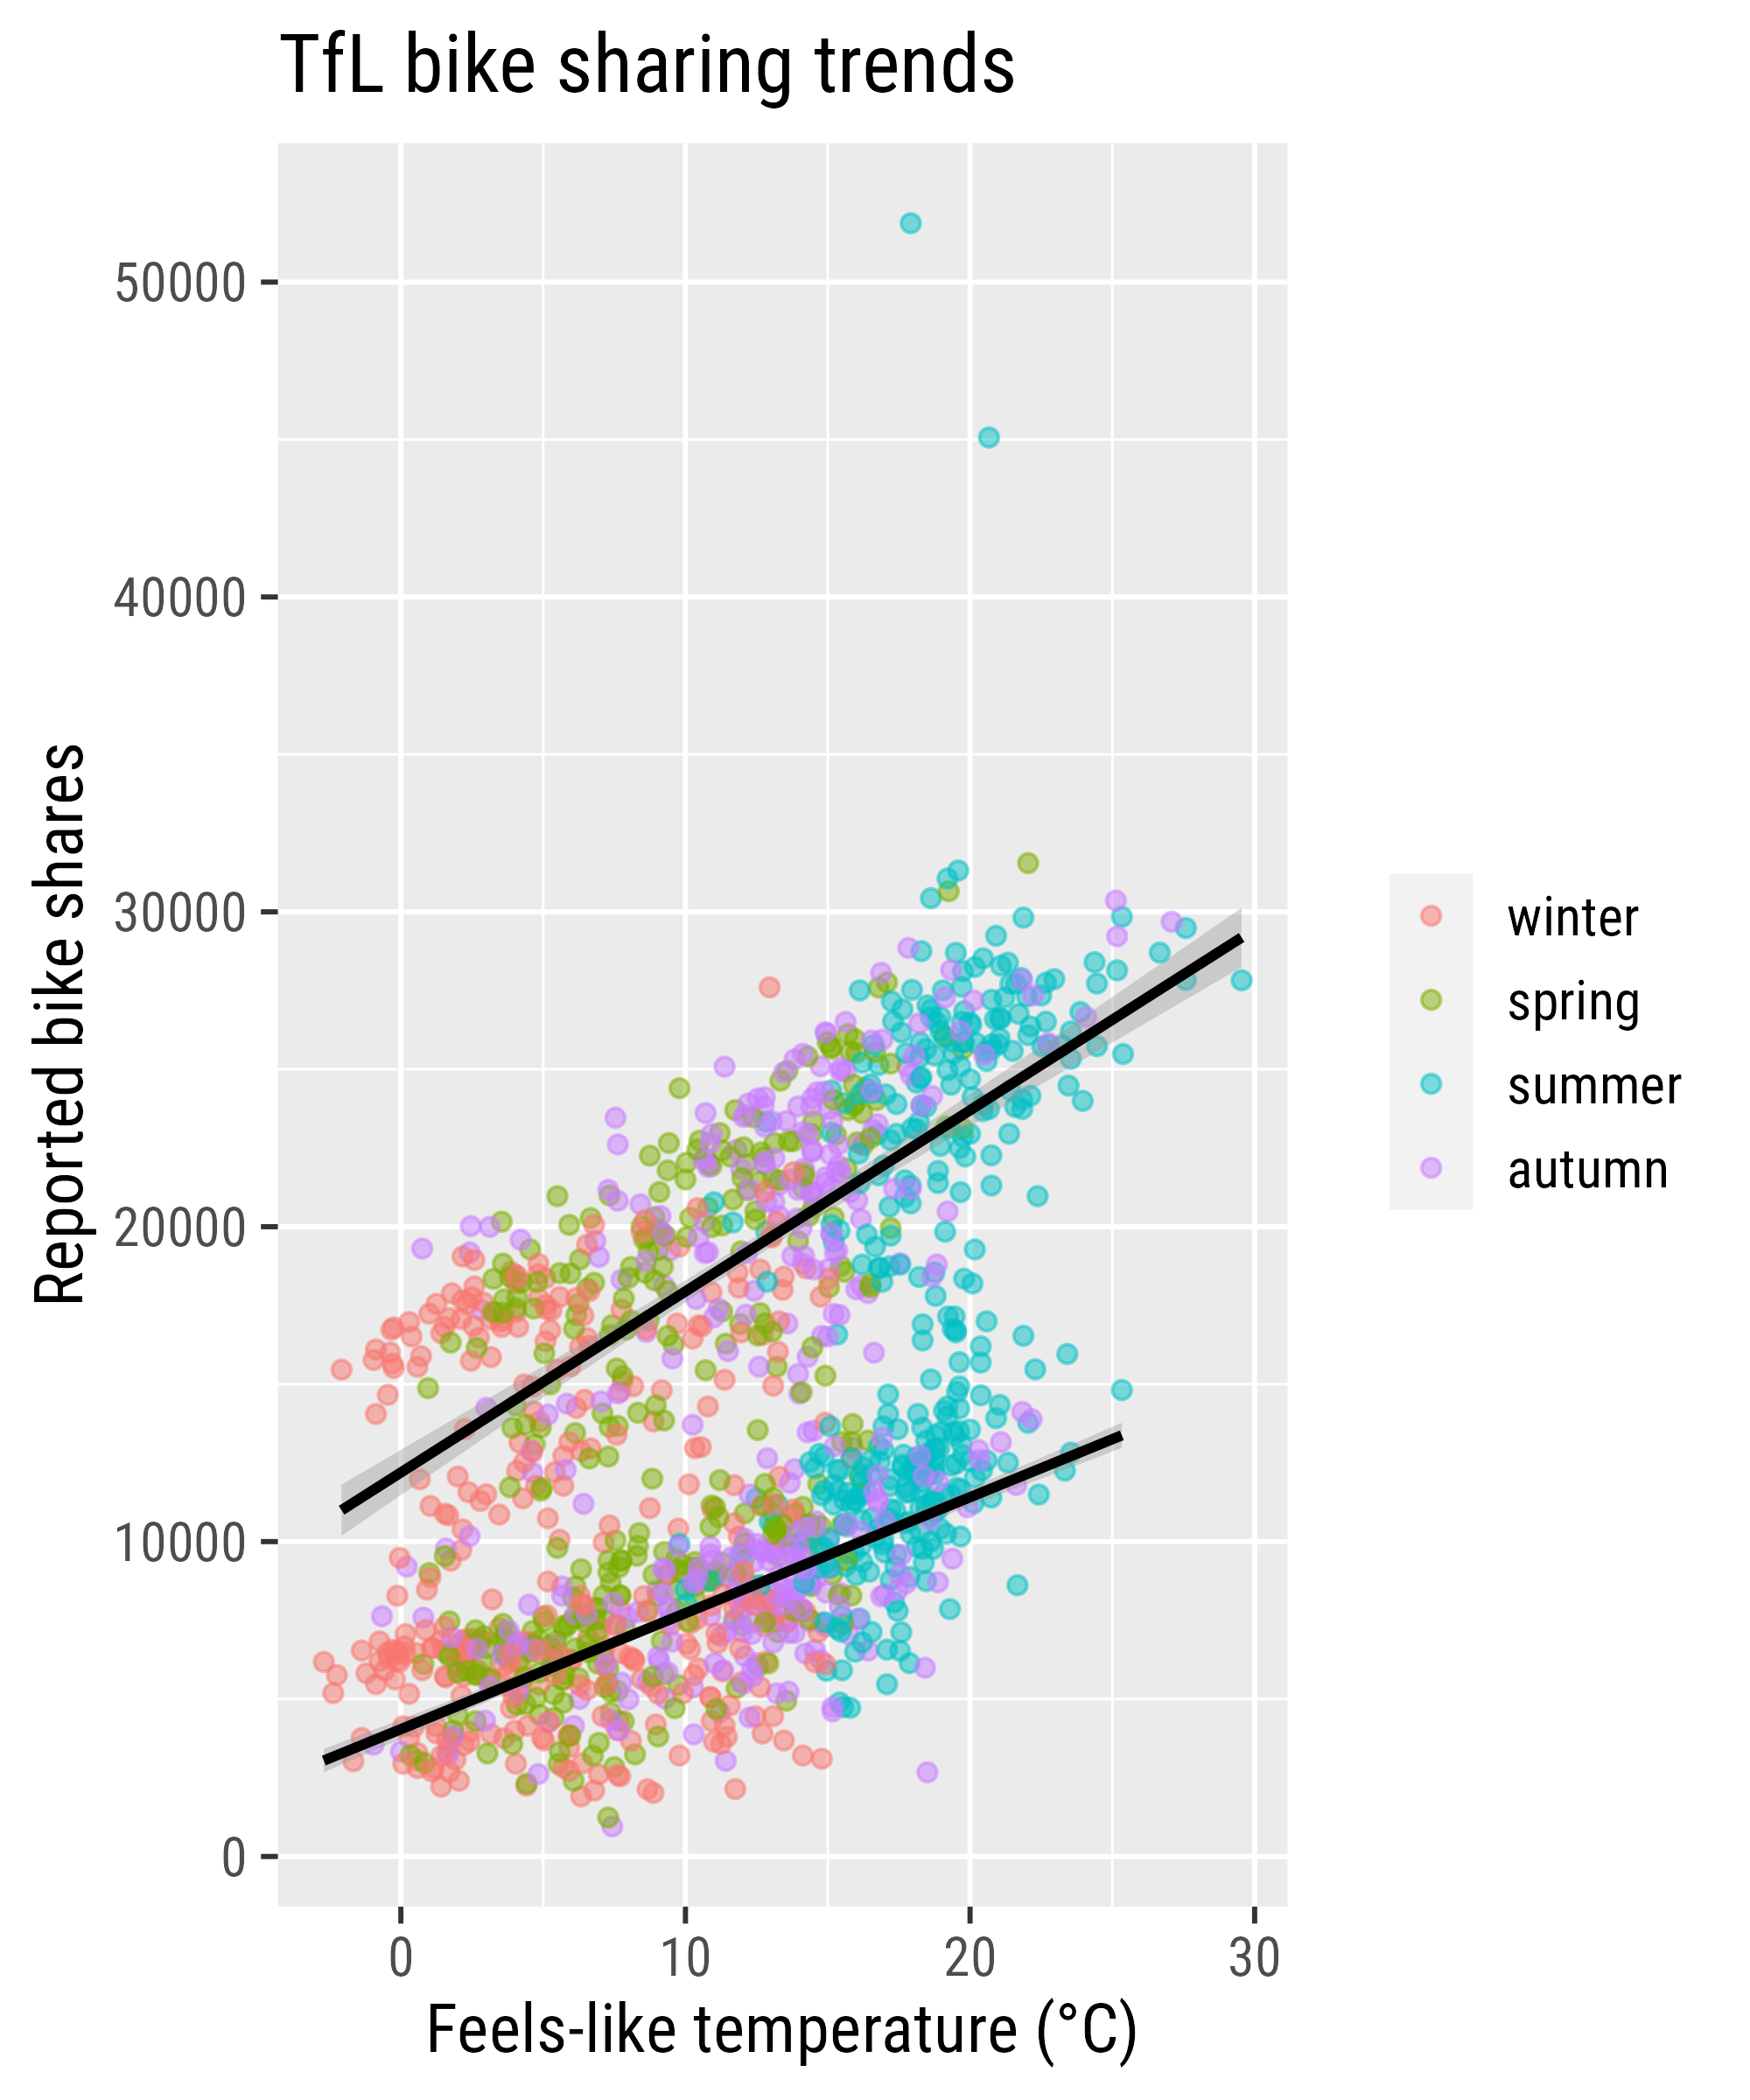 TfL bike sharing trends
Reported bike shares
50000
40000
30000
20000
10000
0
0 10 20 30
Feels-like temperature (°C)
winter
spring
summer
autumn